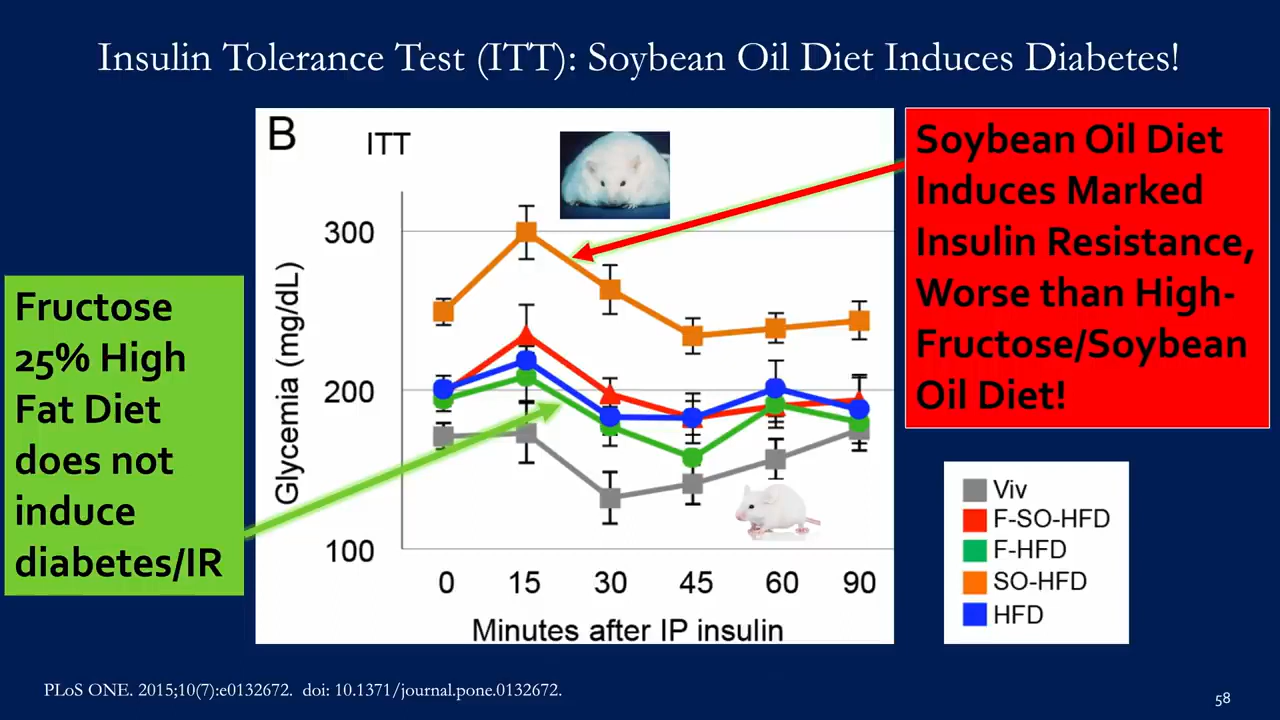 Insulin Tolerance Test (ITT): Soybean Oil Diet Induces Diabetes!
Fructose
25% High
Fat Diet
does not
induce
diabetes/IR
B
ITT
Glycemia (mg/dL)
300
200
100
0 15 30 45 60 90
Minutes after IP insulin
Soybean Oil Diet
Induces Marked
Insulin Resistance,
Worse than High-
Fructose/Soybean
Oil Diet!
Viv
F-SO-HFD
F-HFD
SO-HFD
HFD
PLoS ONE. 2015;10(7):e0132672. doi: 10.1371/journal.pone.0132672.
58